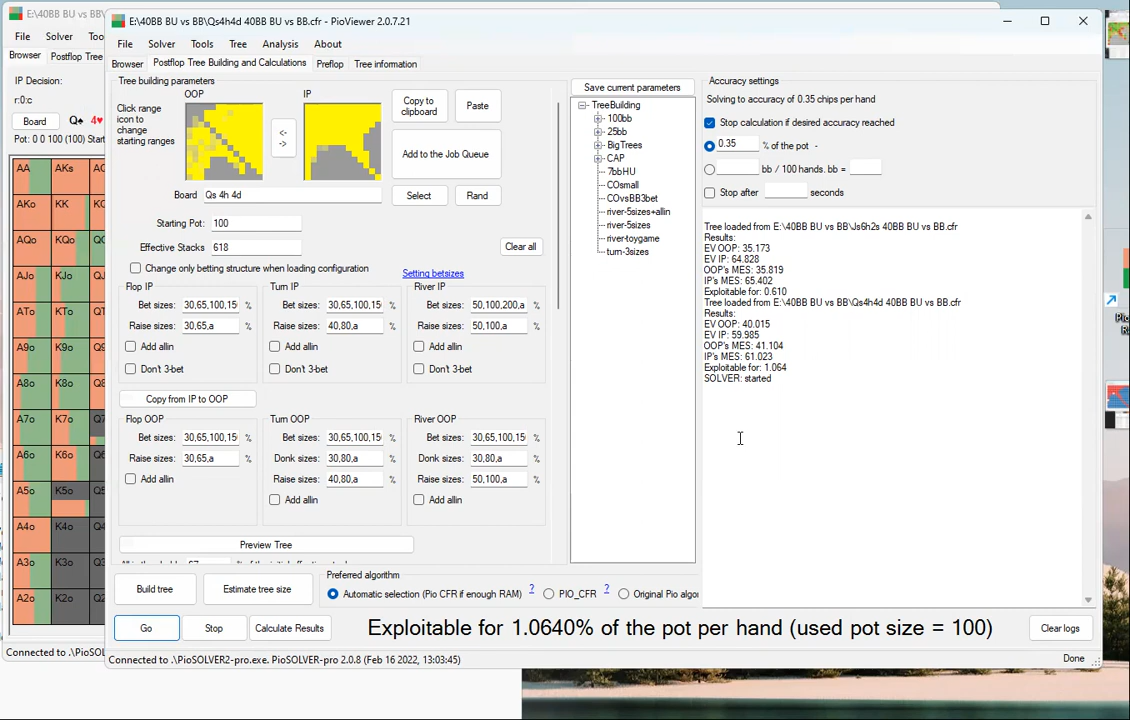 E:\40BB BU vs BB\
E:\40BB BU vs BB\Qs4h4d 40BB BU vs BB.cfr - PioViewer 2.0.7.21
File Solver Too
File Solver Tools Tree Analysis About
Browser Postflop Tree
Browser Postflop Tree Building and Calculations Preflop Tree information
IP Decision:
r:0:c
Board Q♠ 4♥
Pot: 0 0 100 (100) Start
AA AKs
AKo KK
AQo KQo
AJo KJo
ATo KTo
A9o K9o Q9
A8o K8o Q8
A7o K7o
A6o K6o
A5o K5o
A4o K4o
A3o K3o
A2o K2o
Tree building parameters
Click range
icon to
change
starting ranges
OOP IP
<-
->
Copy to
clipboard
Paste
Add to the Job Queue
Board Qs 4h 4d Select Rand
Starting Pot: 100
Effective Stacks 618 Clear all
Change only betting structure when loading configuration Setting betsizes
Flop IP Turn IP River IP
Bet sizes: 30,65,100,15 % Bet sizes: 30,65,100,15 % Bet sizes: 50,100,200,a %
Raise sizes: 30,65,a % Raise sizes: 40,80,a % Raise sizes: 50,100,a %
Add allin Add allin Add allin
Don't 3-bet Don't 3-bet Don't 3-bet
Copy from IP to OOP
Flop OOP Turn OOP River OOP
Bet sizes: 30,65,100,15 % Bet sizes: 30,65,100,15 % Bet sizes: 30,65,100,15 %
Raise sizes: 30,65,a % Donk sizes: 30,80,a % Donk sizes: 30,80,a %
Add allin Raise sizes: 40,80,a % Raise sizes: 50,100,a %
Add allin Add allin
Preview Tree
Save current parameters
TreeBuilding
100bb
25bb
BigTrees
CAP
7bbHU
COsmall
COvsBB3bet
river-5sizes+allin
river-5sizes
river-toygame
turn-3sizes
Accuracy settings
Solving to accuracy of 0.35 chips per hand
Stop calculation if desired accuracy reached
0.35 % of the pot -
bb / 100 hands. bb =
Stop after seconds
Tree loaded from E:\40BB BU vs BB\Js6h2s 40BB BU vs BB.cfr
Results:
EV OOP: 35.173
EV IP: 64.828
OOP's MES: 35.819
IP's MES: 65.402
Exploitable for: 0.610
Tree loaded from E:\40BB BU vs BB\Qs4h4d 40BB BU vs BB.cfr
Results:
EV OOP: 40.015
EV IP: 59.985
OOP's MES: 41.104
IP's MES: 61.023
Exploitable for: 1.064
SOLVER: started
Build tree Estimate tree size
Preferred algorithm
Automatic selection (Pio CFR if enough RAM) ? PIO_CFR ? Original Pio algor
Go Stop Calculate Results Exploitable for 1.0640% of the pot per hand (used pot size = 100) Clear logs
Connected to .\PioSOL
Connected to .\PioSOLVER2-pro.exe. PioSOLVER-pro 2.0.8 (Feb 16 2022, 13:03:45) Done